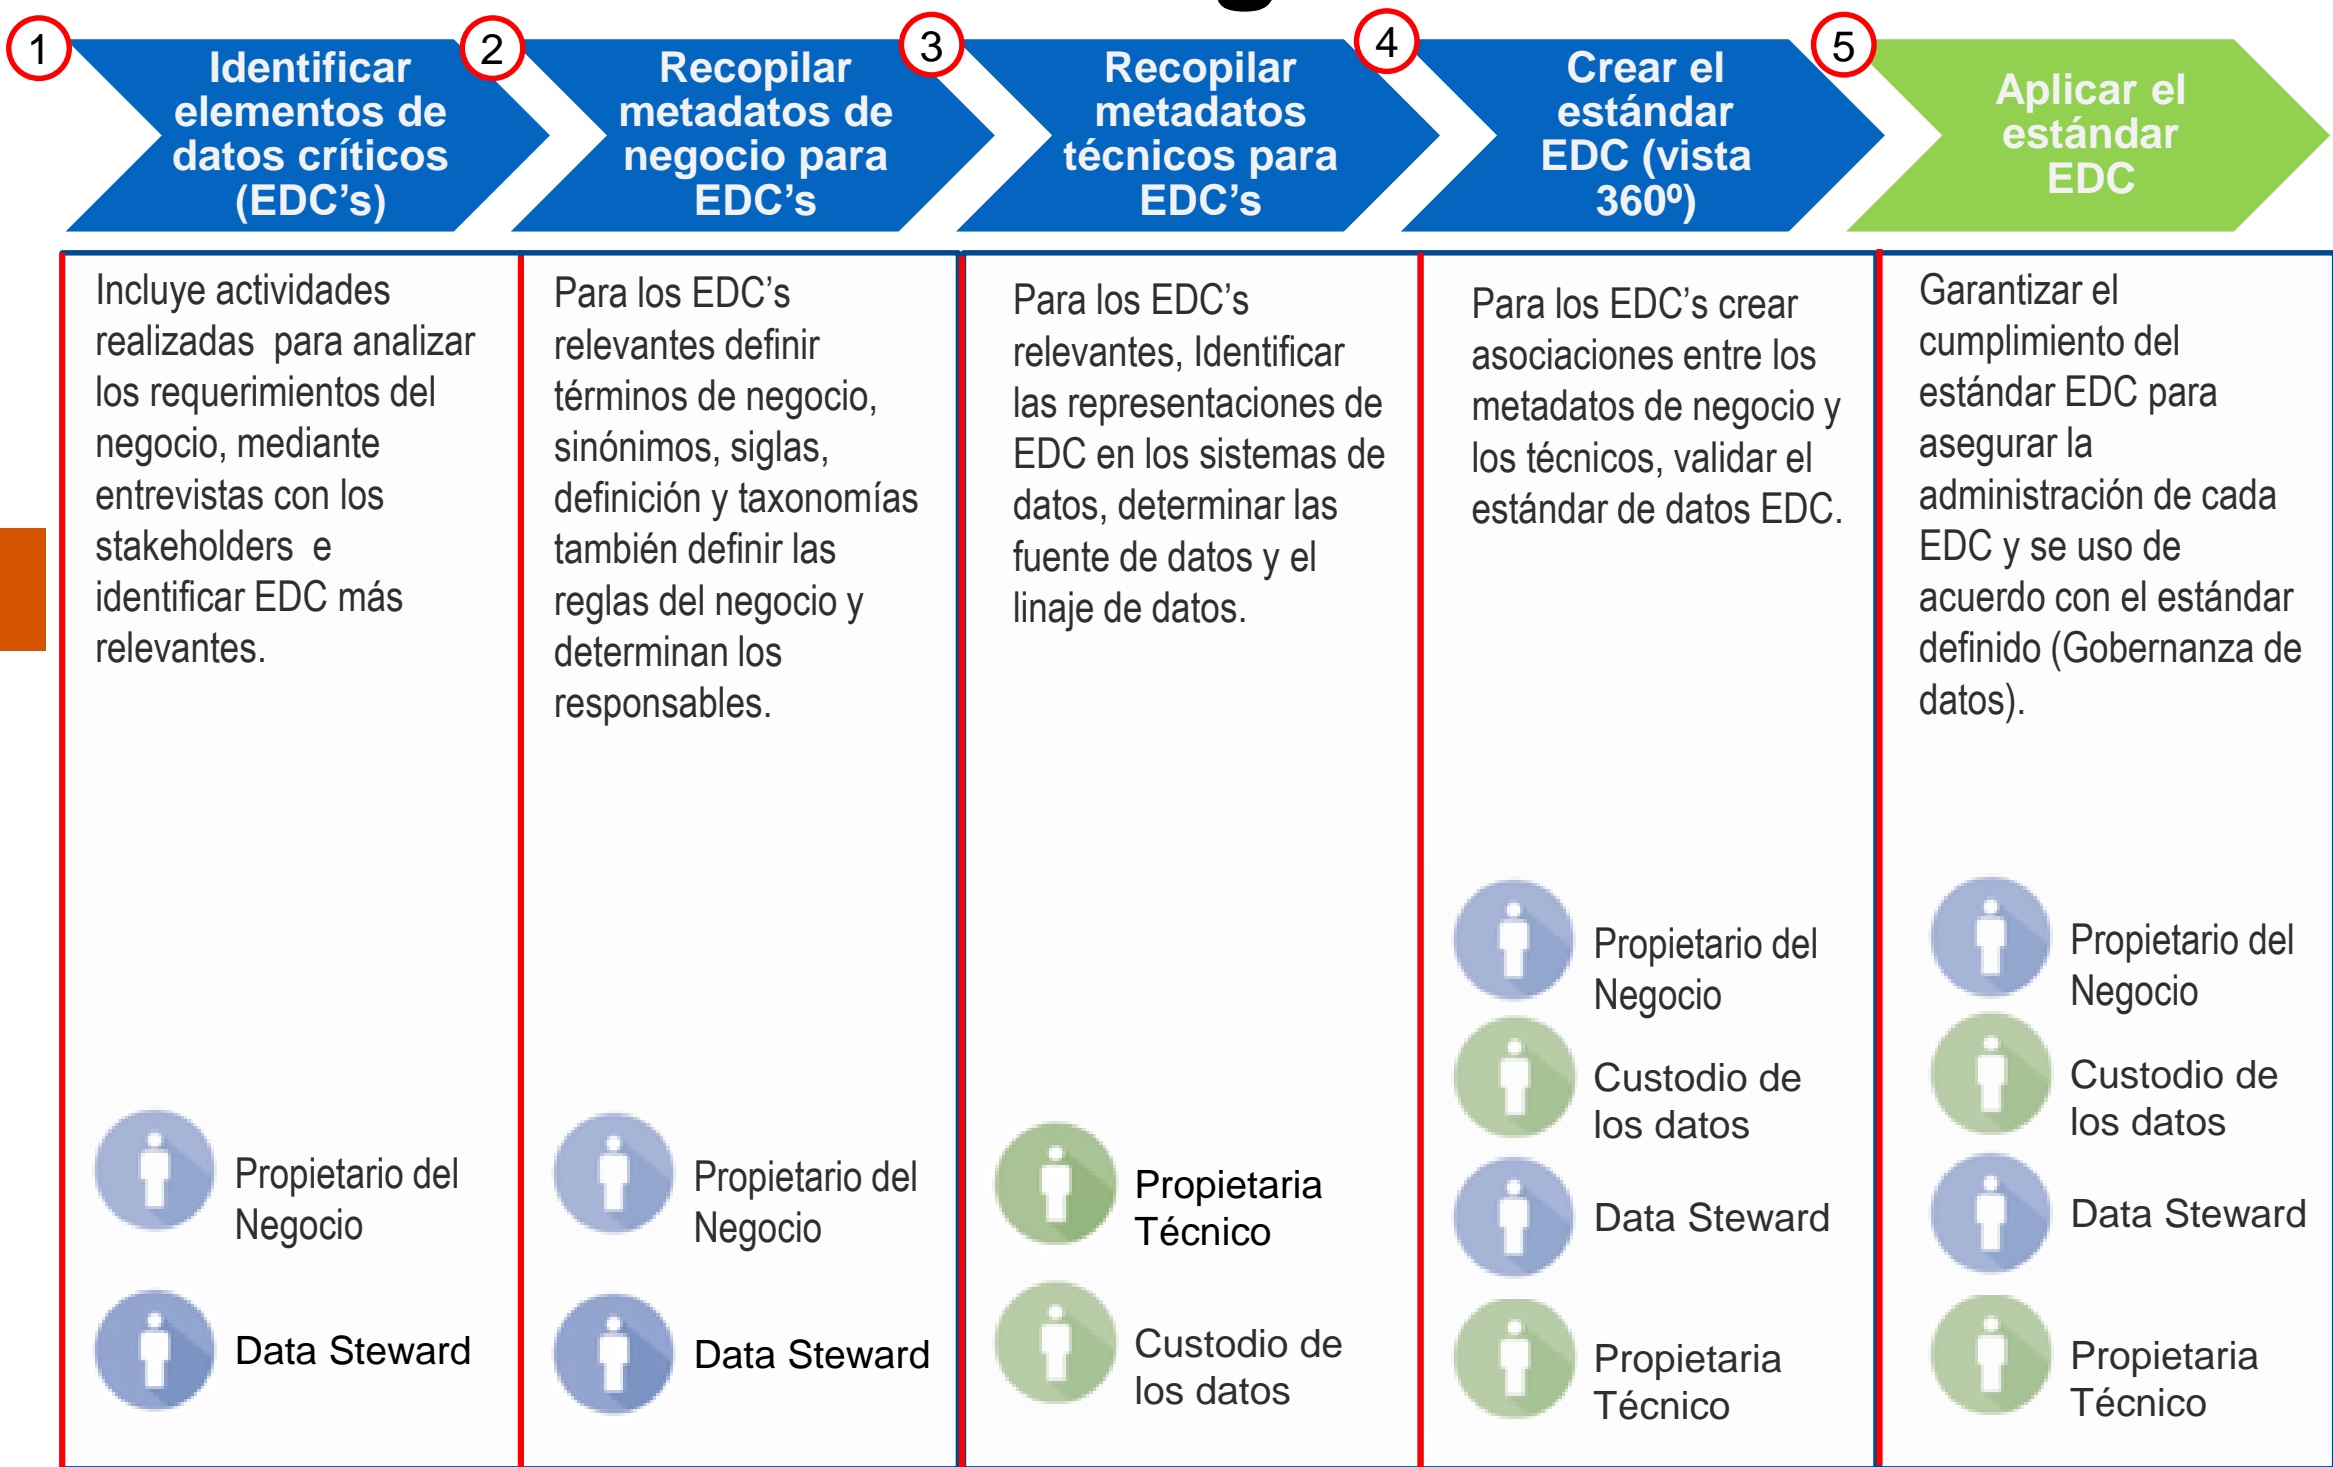 1
Identificar
elementos de
datos críticos
(EDC’s)
2
Recopilar
metadatos de
negocio para
EDC’s
3
Recopilar
metadatos
técnicos para
EDC’s
4
Crear el
estándar
EDC (vista
360º)
5
Aplicar el
estándar
EDC
Incluye actividades
realizadas para analizar
los requerimientos del
negocio, mediante
entrevistas con los
stakeholders e
identificar EDC más
relevantes.
Propietario del
Negocio
Data Steward
Para los EDC’s
relevantes definir
términos de negocio,
sinónimos, siglas,
definición y taxonomías
también definir las
reglas del negocio y
determinan los
responsables.
Propietario del
Negocio
Data Steward
Para los EDC’s
relevantes, Identificar
las representaciones de
EDC en los sistemas de
datos, determinar las
fuente de datos y el
linaje de datos.
Propietaria
Técnico
Custodio de
los datos
Para los EDC’s crear
asociaciones entre los
metadatos de negocio y
los técnicos, validar el
estándar de datos EDC.
Propietario del
Negocio
Custodio de
los datos
Data Steward
Propietaria
Técnico
Garantizar el
cumplimiento del
estándar EDC para
asegurar la
administración de cada
EDC y se uso de
acuerdo con el estándar
definido (Gobernanza de
datos).
Propietario del
Negocio
Custodio de
los datos
Data Steward
Propietaria
Técnico